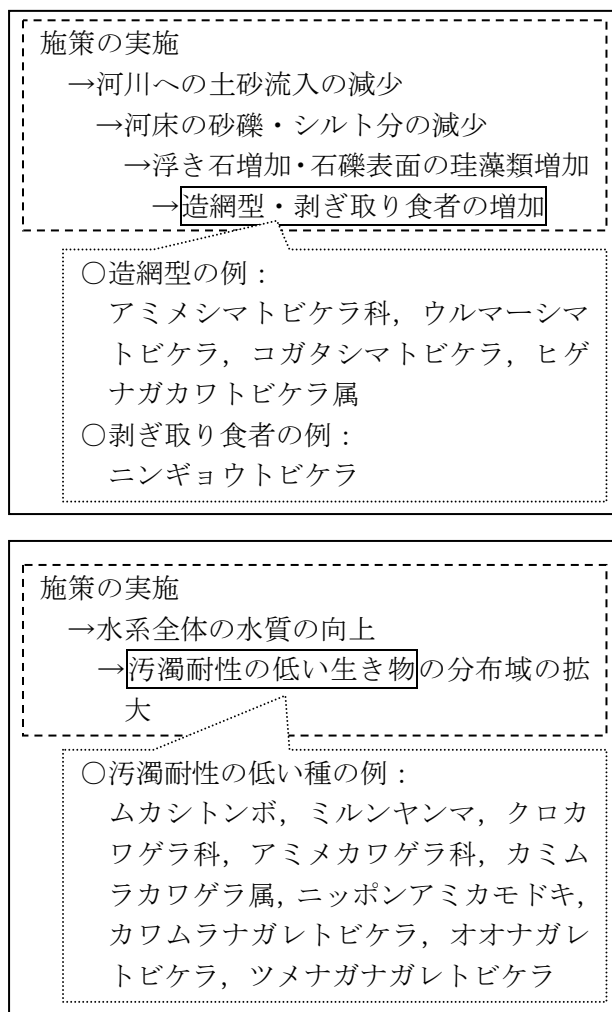 施策の実施
→河川への土砂流入の減少
→河床の砂礫・シルト分の減少
→浮き石増加・石礫表面の珪藻類増加
→造網型・剥ぎ取り食者の増加
○造網型の例：
アミメシマトビケラ科，ウルマーシマ
トビケラ，コガタシマトビケラ，ヒゲ
ナガカワトビケラ属
○剥ぎ取り食者の例：
ニンギョウトビケラ
施策の実施
→水系全体の水質の向上
→汚濁耐性の低い生き物の分布域の拡
大
○汚濁耐性の低い種の例：
ムカシトンボ，ミルンヤンマ，クロカ
ワゲラ科，アミメカワゲラ科，カミム
ラカワゲラ属，ニッポンアミカモドキ，
カワムラナガレトビケラ，オオナガレ
トビケラ，ツメナガナガレトビケラ